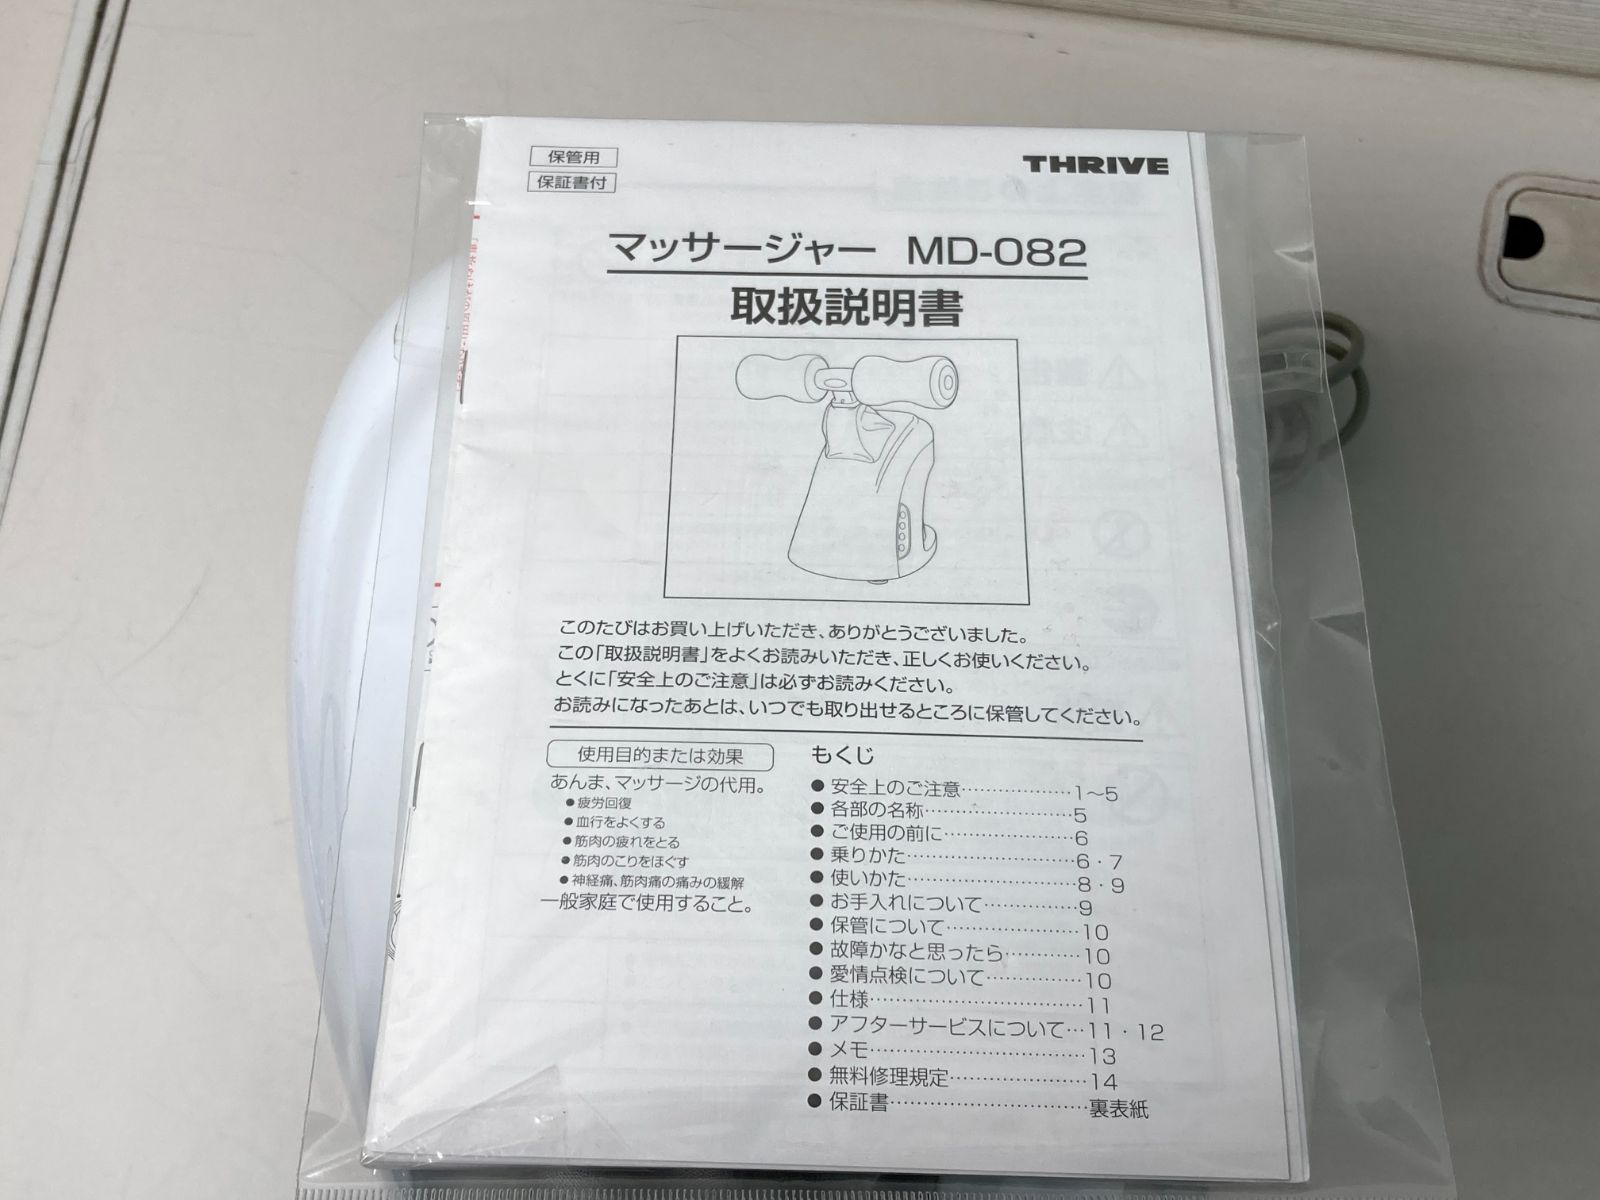 保管用
保証書付
THRIVE
マッサージャー MD-082
取扱説明書
このたびはお買い上げいただき、ありがとうございました。
この「取扱説明書」をよくお読みいただき、正しくお使いください。
とくに「安全上のご注意」は必ずお読みください。
お読みになったあとは、いつでも取り出せるところに保管してください。
使用目的または効果
あんま、マッサージの代用。
●疲労回復
●血行をよくする
●筋肉の疲れをとる
●筋肉のこりをほぐす
●神経痛、筋肉痛の痛みの緩解
一般家庭で使用すること。
もくじ
●安全上のご注意………………1～5
●各部の名称………………………5
●ご使用の前に…………………6
●乗りかた………………………6・7
●使いかた………………………8・9
●お手入れについて……………9
●保管について…………………10
●故障かなと思ったら…………10
●愛情点検について……………10
●仕様……………………………11
●アフターサービスについて…11・12
●メモ……………………………13
●無料修理規定…………………14
●保証書…………………………裏表紙